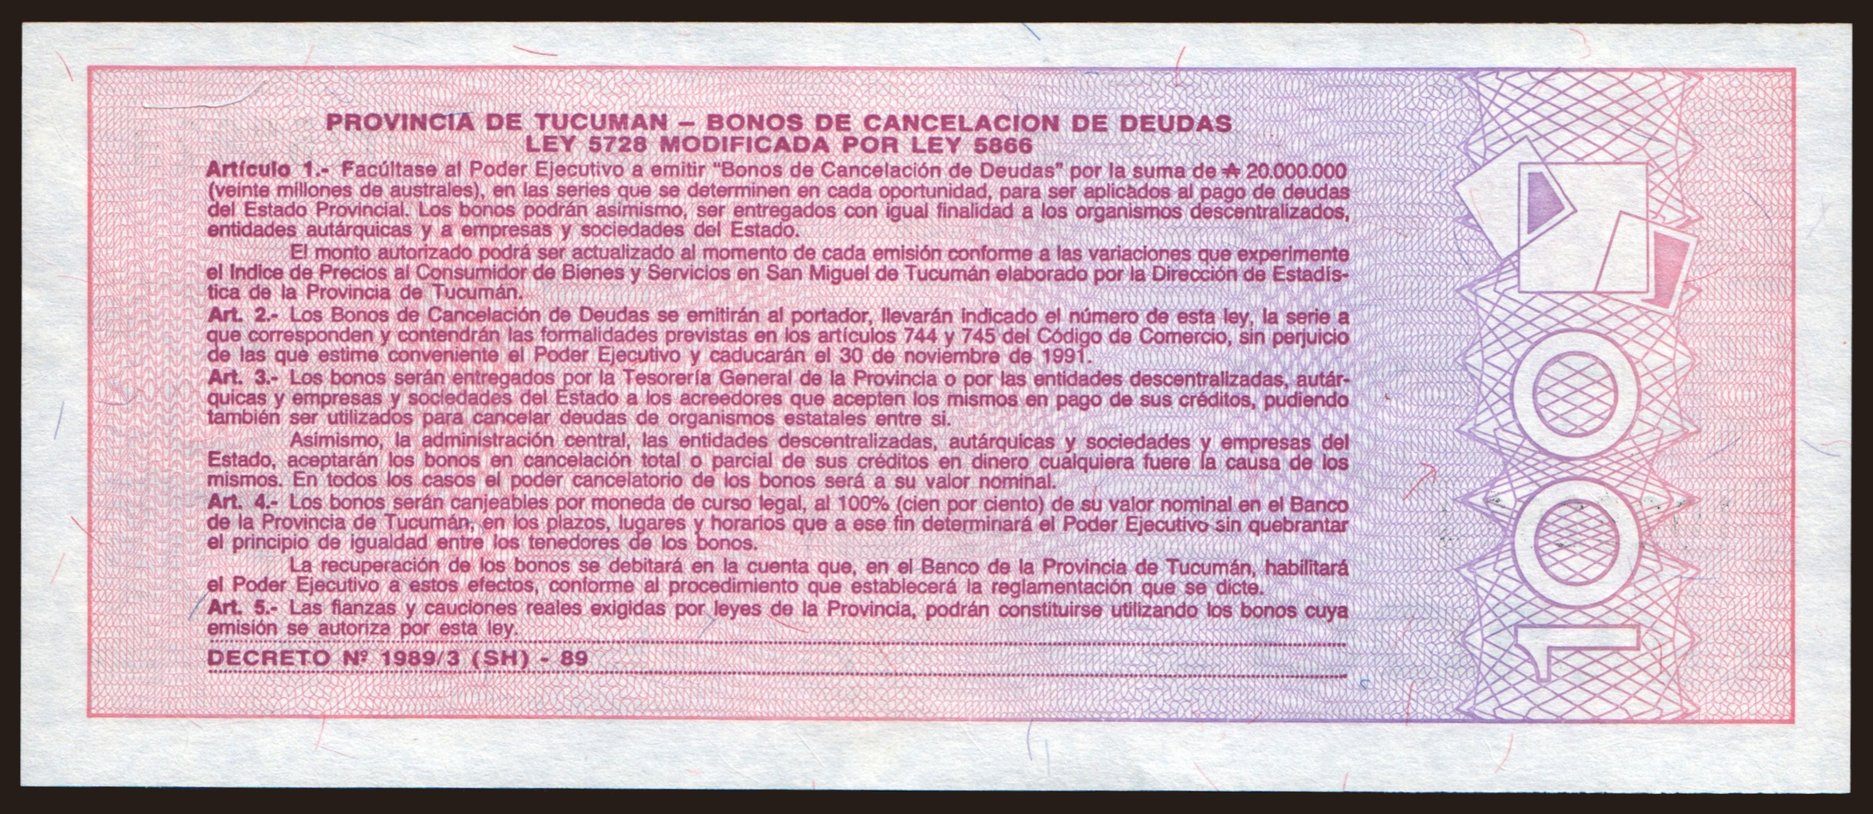 PROVINCIA DE TUCUMAN – BONOS DE CANCELACION DE DEUDAS
LEY 5728 MODIFICADA POR LEY 5866
Artículo 1.- Facúltase al Poder Ejecutivo a emitir "Bonos de Cancelación de Deudas" por la suma de ₳ 20.000.000
(veinte millones de australes), en las series que se determinen en cada oportunidad, para ser aplicados al pago de deudas
del Estado Provincial. Los bonos podrán asimismo, ser entregados con igual finalidad a los organismos descentralizados,
entidades autárquicas y a empresas y sociedades del Estado.
El monto autorizado podrá ser actualizado al momento de cada emisión conforme a las variaciones que experimente
el Indice de Precios al Consumidor de Bienes y Servicios en San Miguel de Tucumán elaborado por la Dirección de Estadís-
tica de la Provincia de Tucumán.
Art. 2.- Los Bonos de Cancelación de Deudas se emitirán al portador, llevarán indicado el número de esta ley, la serie a
que corresponden y contendrán las formalidades previstas en los artículos 744 y 745 del Código de Comercio, sin perjuicio
de las que estime conveniente el Poder Ejecutivo y caducarán el 30 de noviembre de 1991.
Art. 3.- Los bonos serán entregados por la Tesorería General de la Provincia o por las entidades descentralizadas, autár-
quicas y empresas y sociedades del Estado a los acreedores que acepten los mismos en pago de sus créditos, pudiendo
también ser utilizados para cancelar deudas de organismos estatales entre si.
Asimismo, la administración central, las entidades descentralizadas, autárquicas y sociedades y empresas del
Estado, aceptarán los bonos en cancelación total o parcial de sus créditos en dinero cualquiera fuere la causa de los
mismos. En todos los casos el poder cancelatorio de los bonos será a su valor nominal.
Art. 4.- Los bonos serán canjeables por moneda de curso legal, al 100% (cien por ciento) de su valor nominal en el Banco
de la Provincia de Tucumán, en los plazos, lugares y horarios que a ese fin determinará el Poder Ejecutivo sin quebrantar
el principio de igualdad entre los tenedores de los bonos.
La recuperación de los bonos se debitará en la cuenta que, en el Banco de la Provincia de Tucumán, habilitará
el Poder Ejecutivo a estos efectos, conforme al procedimiento que establecerá la reglamentación que se dicte.
Art. 5.- Las fianzas y cauciones reales exigidas por leyes de la Provincia, podrán constituirse utilizando los bonos cuya
emisión se autoriza por esta ley.
DECRETO Nº 1989/3 (SH) - 89
100